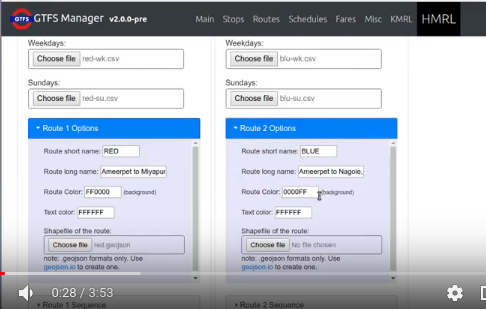 GTFS GTFS Manager v2.0.0-pre Main Stops Routes Schedules Fares Misc KMRL HMRL
Weekdays:
Choose file red-wk.csv
Sundays:
Choose file red-su.csv
Route 1 Options
Route short name: RED
Route long name: Ameerpet to Miyapur
Route Color: FF0000 (background)
Text color: FFFFFF
Shapefile of the route:
Choose file red.geojson
note: .geojson formats only. Use
geojson.io to create one.
Route 1 Sequence
Weekdays:
Choose file blu-wk.csv
Sundays:
Choose file blu-su.csv
Route 2 Options
Route short name: BLUE
Route long name: Ameerpet to Nagole,
Route Color: 0000FF (background)
Text color: FFFFFF
Shapefile of the route:
Choose file No file chosen
note: .geojson formats only. Use
geojson.io to create one.
Route 2 Sequence
0:28 / 3:53